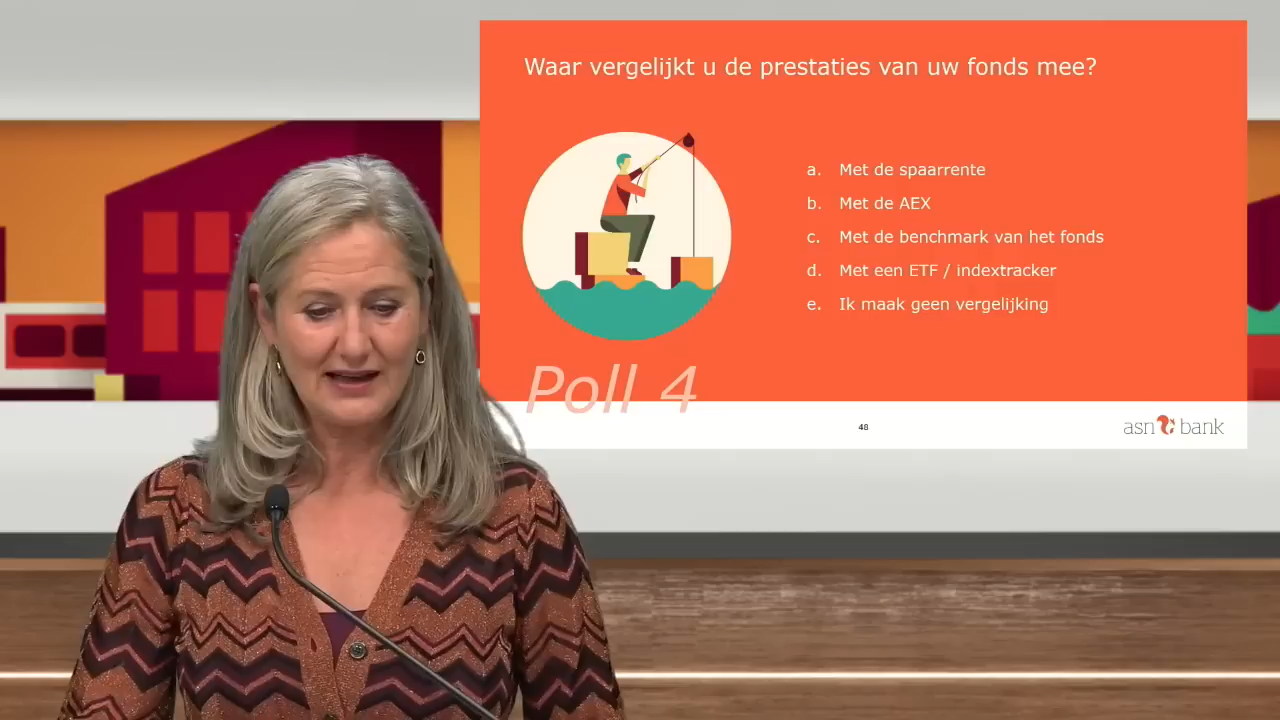 Waar vergelijkt u de prestaties van uw fonds mee?
a. Met de spaarrente
b. Met de AEX
c. Met de benchmark van het fonds
d. Met een ETF / indextracker
e. Ik maak geen vergelijking
Poll 4
48
asn bank